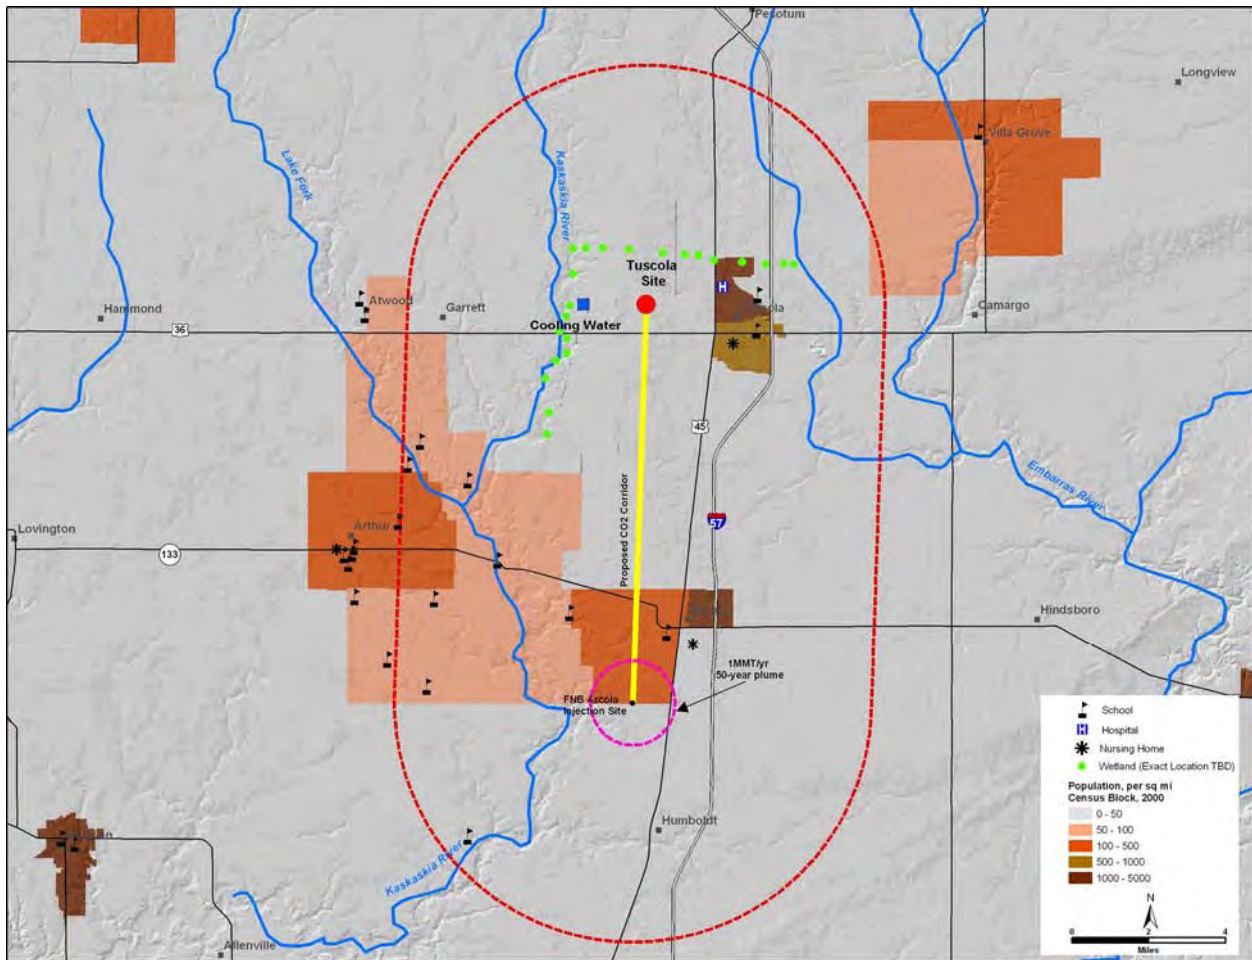 Pesotum
Longview
Villa Grove
Lake Fork
Kaskaskia River
Tuscola
Site
H
Hammond
Atwood
Garrett
Camargo
Cooling Water
36
45
Embarras River
Proposed CO2 Corridor
57
Lovington
Arthur
133
Hindsboro
1MMT/yr
50-year plume
FNB Arcola
Injection Site
Humboldt
Kaskaskia River
Allenville
School
H Hospital
Nursing Home
Wetland (Exact Location TBD)
Population, per sq mi
Census Block, 2000
0 - 50
50 - 100
100 - 500
500 - 1000
1000 - 5000
N
0 2 4
Miles